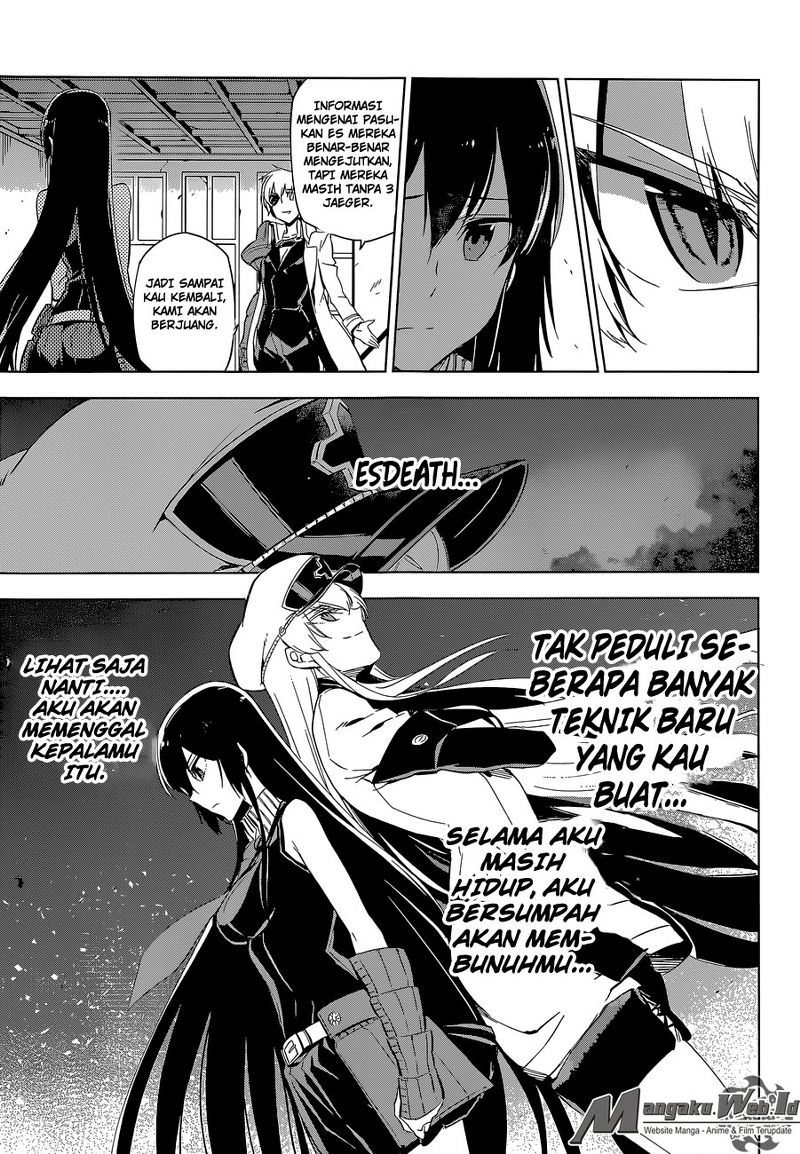 INFORMASI
MENGENAI PASU-
KAN ES MEREKA
BENAR-BENAR
MENGEJUTKAN,
TAPI MEREKA
MASIH TANPA 3
JAEGER.
JADI SAMPAI
KAU KEMBALI,
KAMI AKAN
BERJUANG.
ESDEATH...
TAK PEDULI SE-
BERAPA BANYAK
TEKNIK BARU
YANG KAU
BUAT...
SELAMA AKU
MASIH
HIDUP, AKU
BERSUMPAH
AKAN MEM-
BUNUHMU...
LIHAT SAJA
NANTI....
AKU AKAN
MEMENGGAL
KEPALAMU
ITU.
Mangaku.Web.Id
Website Manga - Anime & Film Terupdate